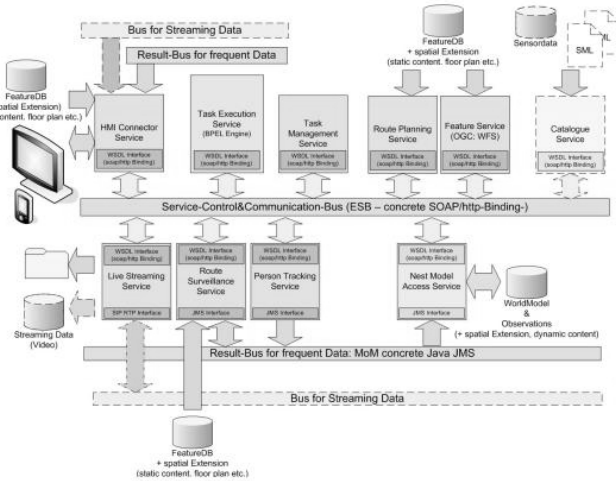 Bus for Streaming Data
Result-Bus for frequent Data
FeatureDB
+ spatial Extension
(static content. floor plan etc.)
Sensordata
SML
ML
FeatureDB
spatial Extension)
content. floor plan etc.)
HMI Connector
Service
WSDL Interface
(soap/http-Binding)
Task Execution
Service
(BPEL Engine)
WSDL Interface
(soap/http-Binding)
Task
Management
Service
WSDL Interface
(soap/http-Binding)
Route Planning
Service
WSDL Interface
(soap/http-Binding)
Feature Service
(OGC: WFS)
WSDL Interface
(soap/http-Binding)
Catalogue
Service
WSDL Interface
(soap/http-Binding)
Service-Control&Communication-Bus (ESB – concrete SOAP/http-Binding-)
WSDL Interface
(soap/http Binding)
Live Streaming
Service
SIP RTP Interface
WSDL Interface
(soap/http Binding)
Route
Surveillance
Service
JMS Interface
WSDL Interface
(soap/http Binding)
Person Tracking
Service
JMS Interface
WSDL Interface
(soap/http Binding)
Nest Model
Access Service
JMS Interface
WorldModel
&
Observations
(+ spatial Extension, dynamic content)
Streaming Data
(Video)
Result-Bus for frequent Data: MoM concrete Java JMS
Bus for Streaming Data
FeatureDB
+ spatial Extension
(static content. floor plan etc.)